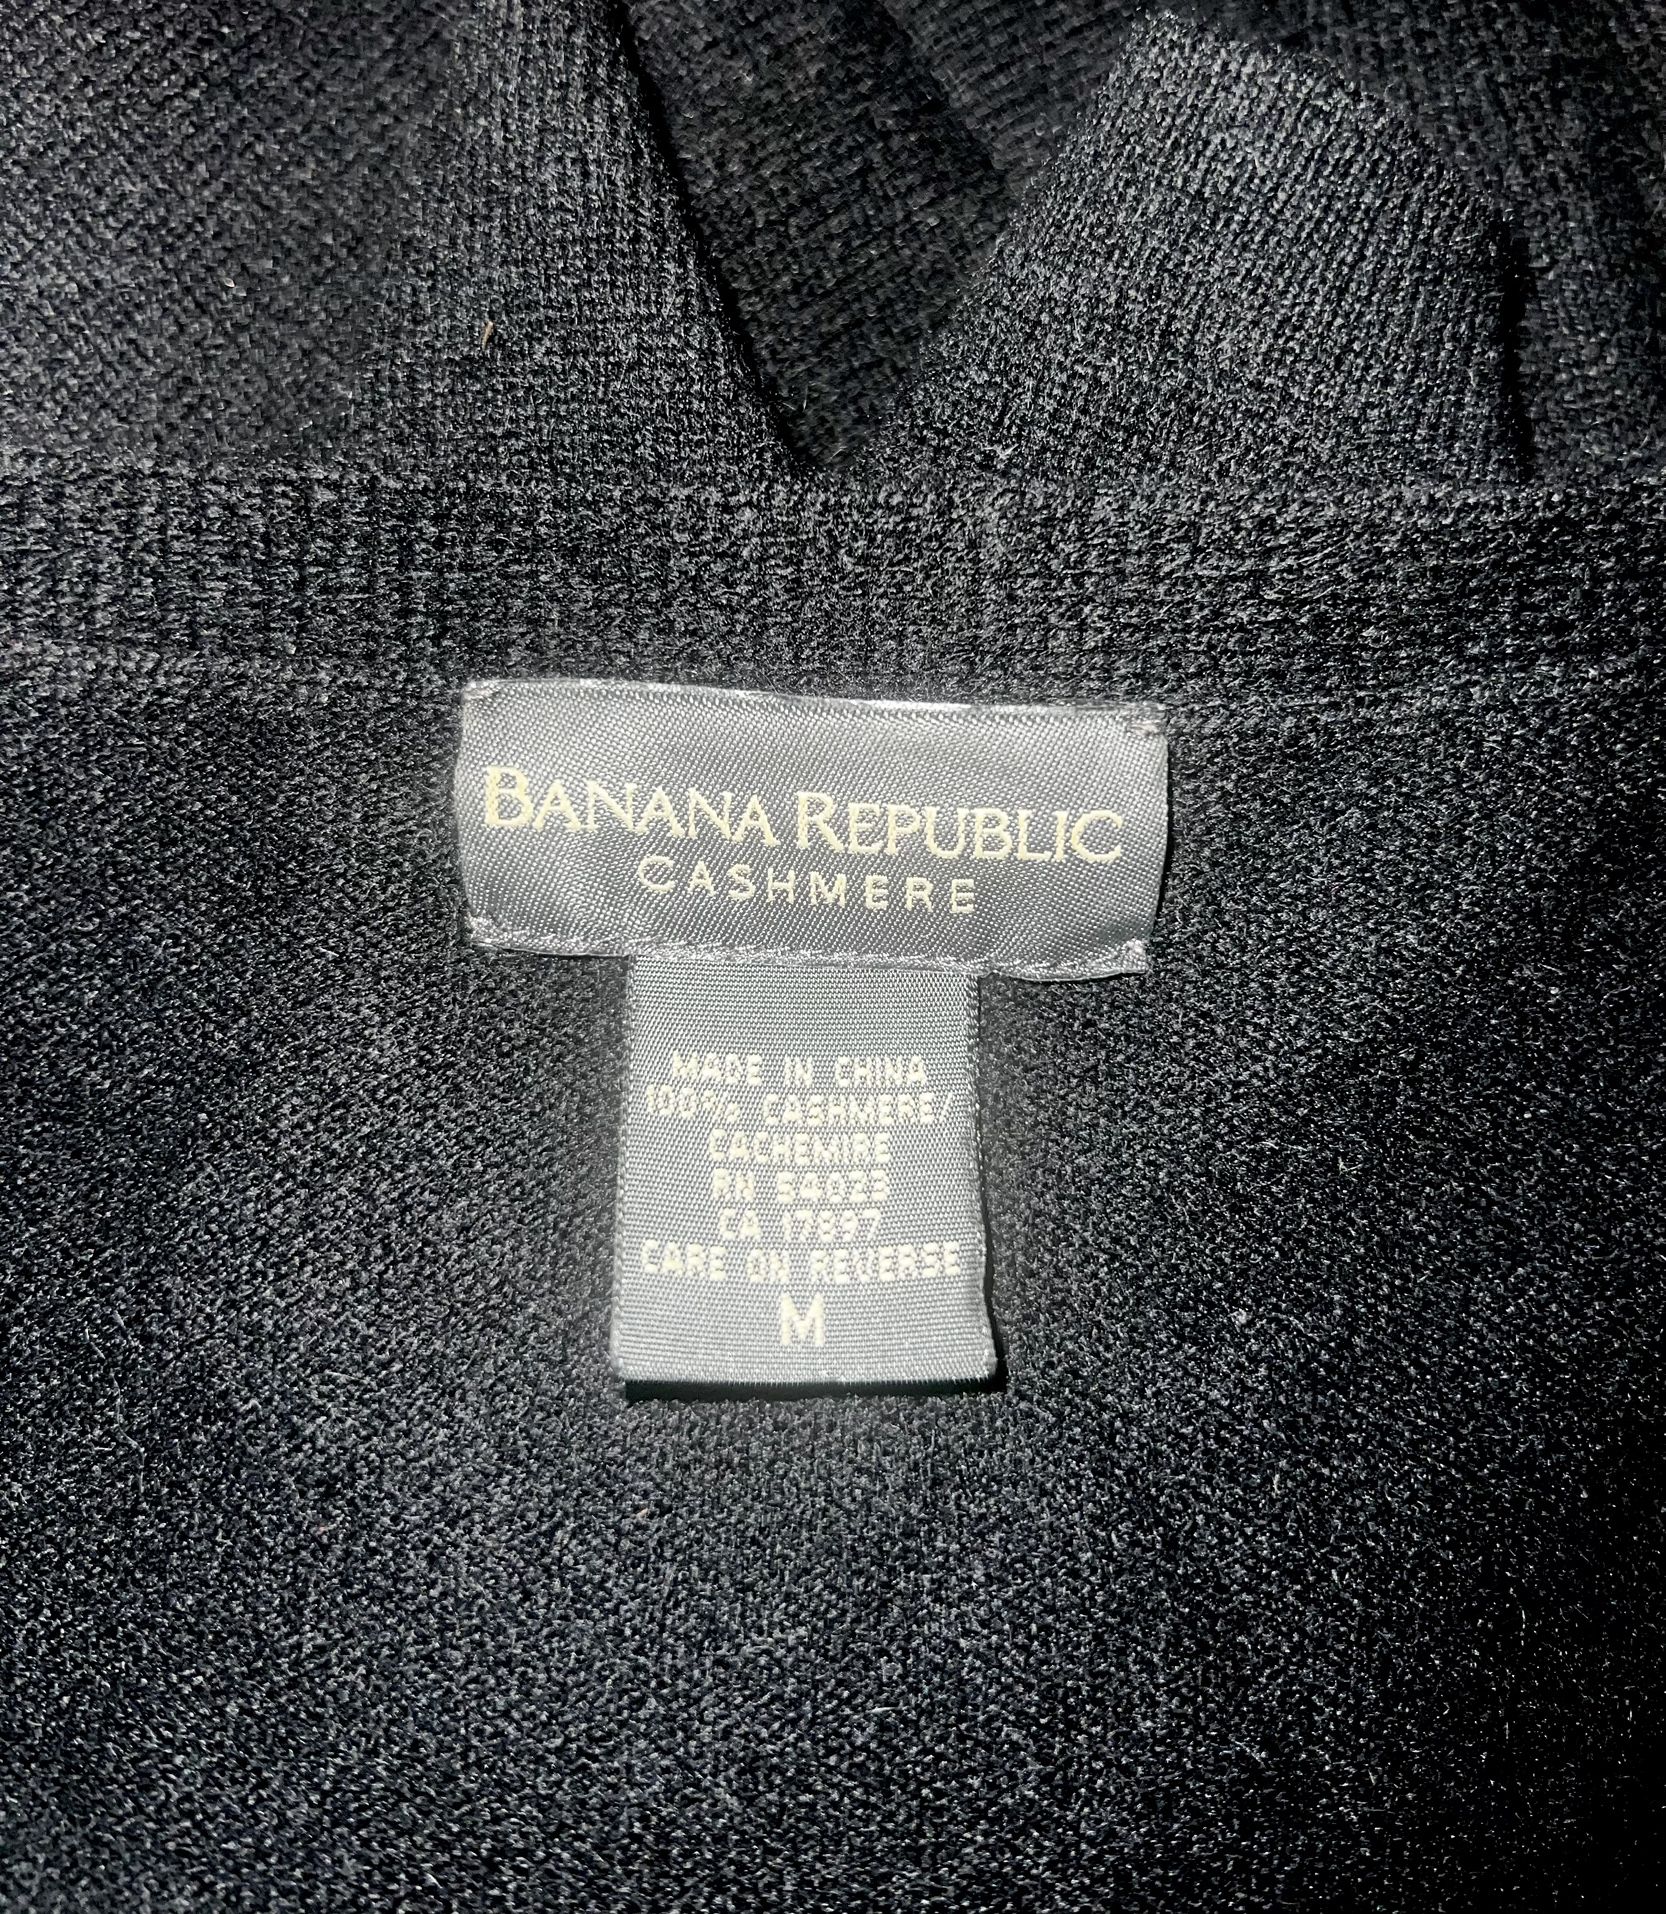 BANANA REPUBLIC
CASHMERE
MADE IN CHINA
100% CASHMERE/
CACHEMIRE
RN 54023
CA 17897
CARE ON REVERSE
M